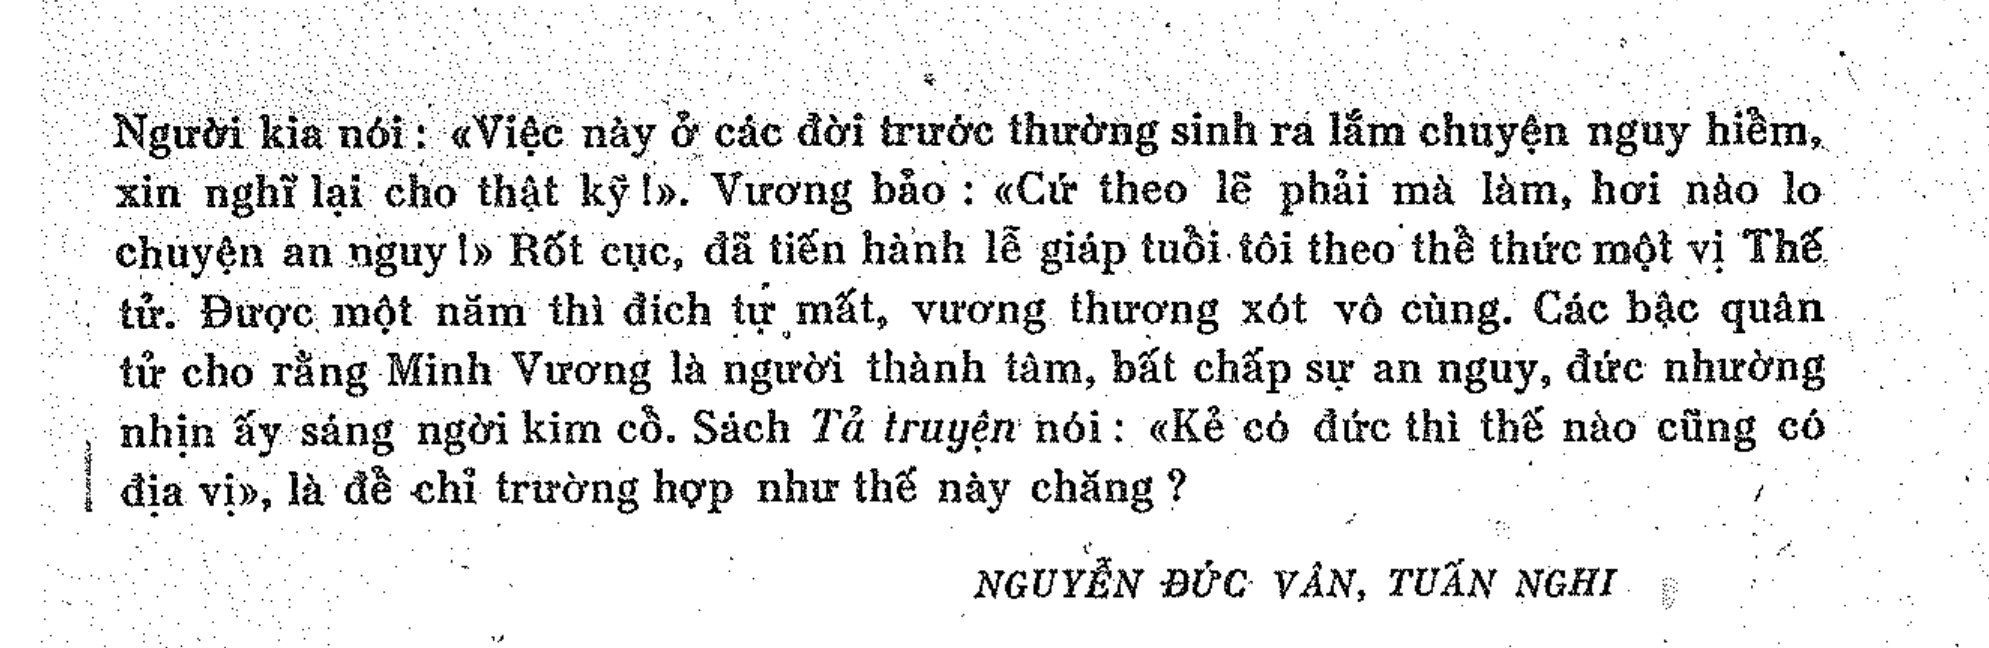 Người kia nói : «Việc này ở các đời trước thường sinh ra lắm chuyện nguy hiểm,
xin nghĩ lại cho thật kỹ !». Vương bảo : «Cứ theo lẽ phải mà làm, hơi nào lo
chuyện an nguy !» Rốt cục, đã tiến hành lễ giáp tuổi tôi theo thể thức một vị Thế
tử. Được một năm thì đích tự mất, vương thương xót vô cùng. Các bậc quân
tử cho rằng Minh Vương là người thành tâm, bất chấp sự an nguy, đức nhường
nhịn ấy sáng ngời kim cổ. Sách Tả truyện nói : «Kẻ có đức thì thế nào cũng có
địa vị», là để chỉ trường hợp như thế này chăng ?
NGUYỄN ĐỨC VÂN, TUẤN NGHI